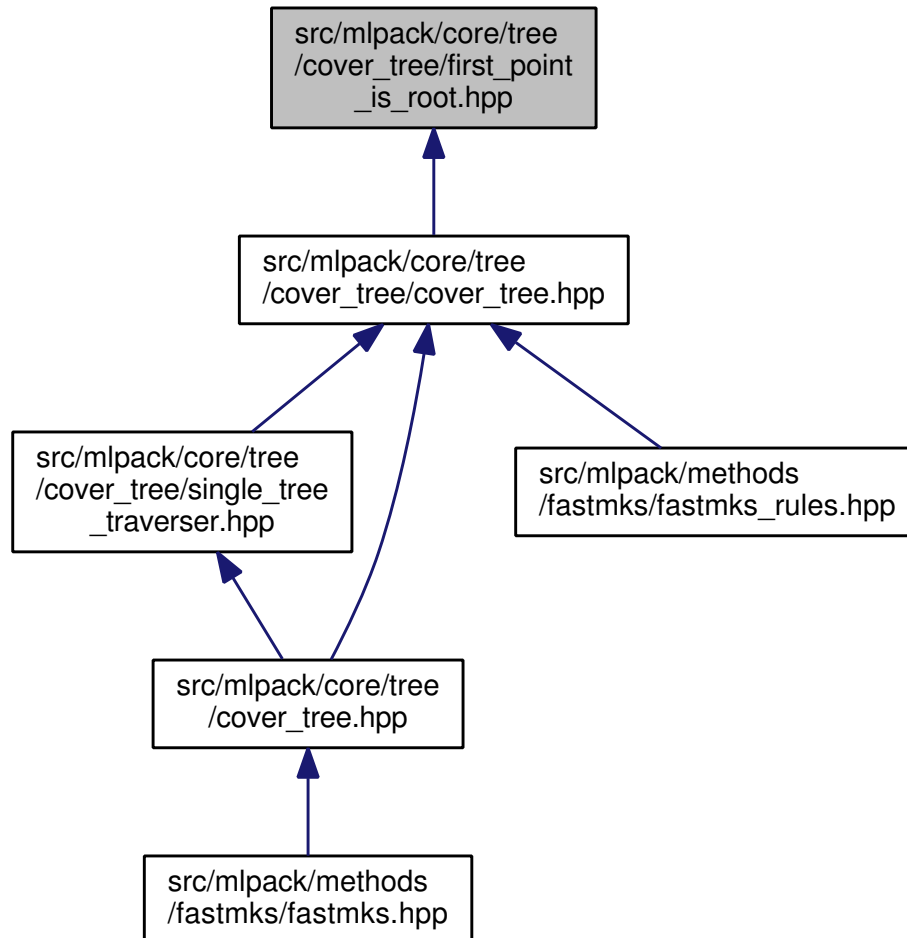 src/mlpack/core/tree
/cover_tree/first_point
_is_root.hpp
src/mlpack/core/tree
/cover_tree/cover_tree.hpp
src/mlpack/core/tree
/cover_tree/single_tree
_traverser.hpp
src/mlpack/methods
/fastmks/fastmks_rules.hpp
src/mlpack/core/tree
/cover_tree.hpp
src/mlpack/methods
/fastmks/fastmks.hpp